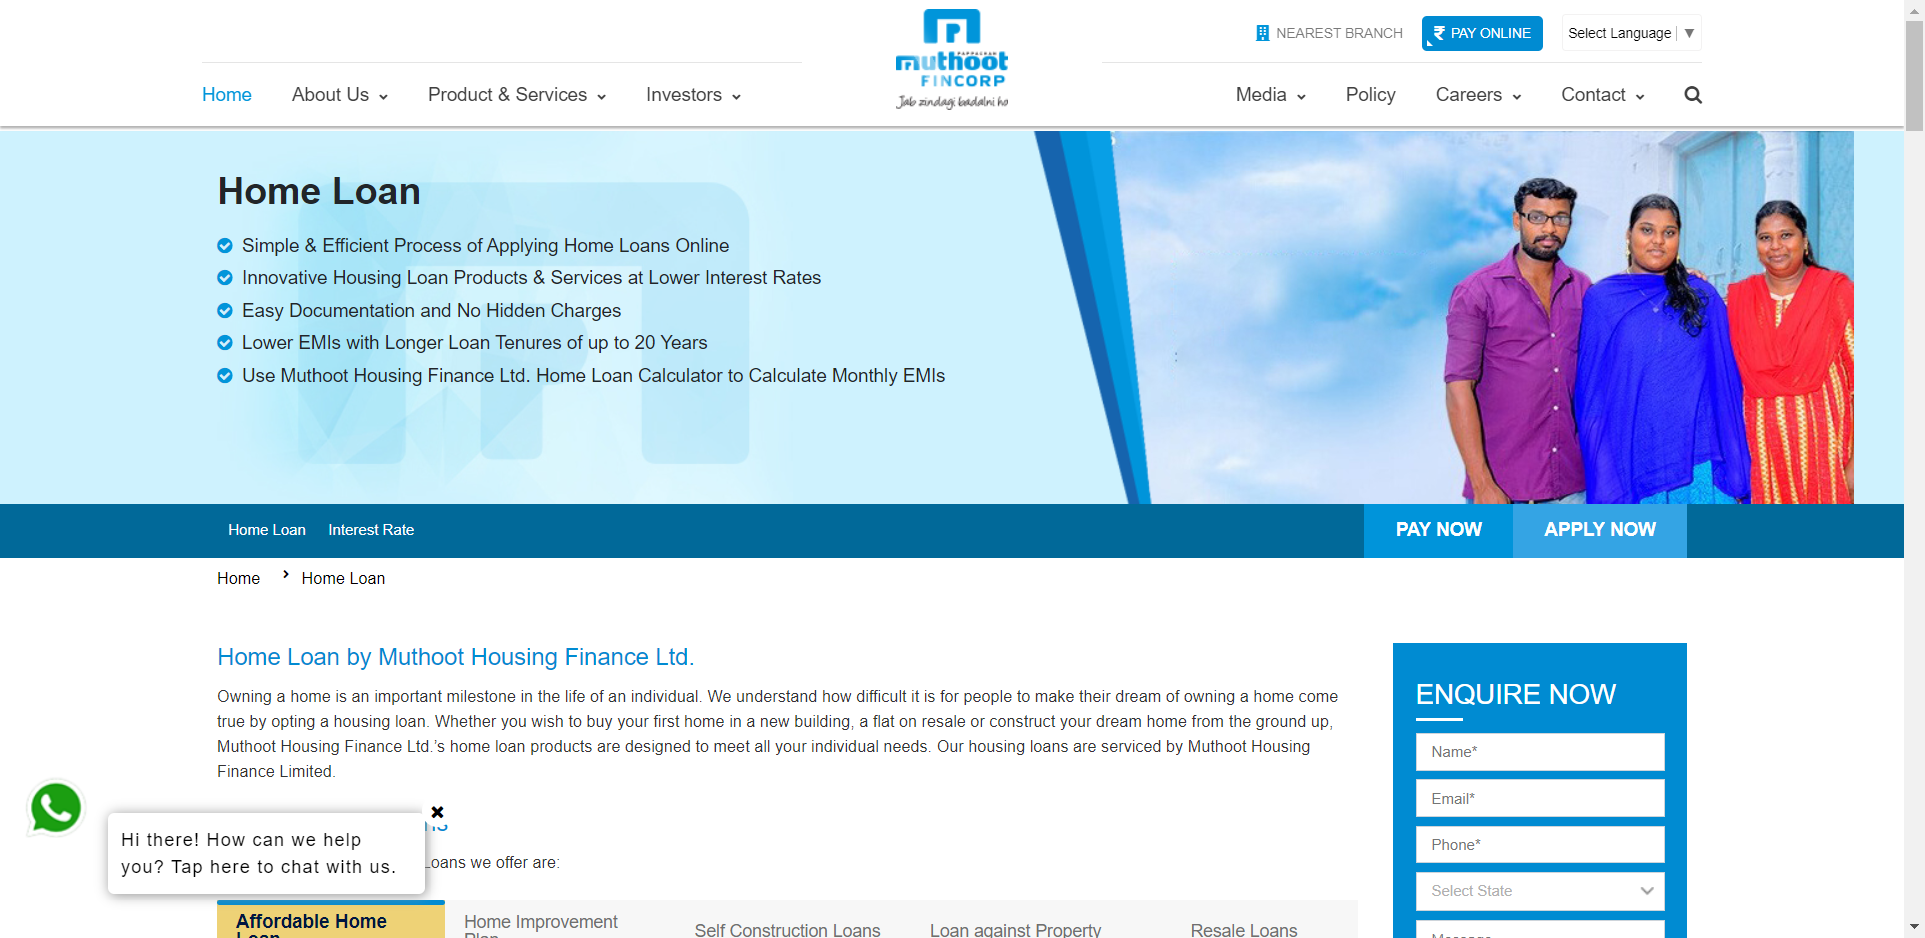 NEAREST BRANCH
PAY ONLINE
Select Language ▼
PAPPACHAN
muthoot
FINCORP
Jab zindagi badalni ho
Home
About Us
Product & Services
Investors
Media
Policy
Careers
Contact
Home Loan
Simple & Efficient Process of Applying Home Loans Online
Innovative Housing Loan Products & Services at Lower Interest Rates
Easy Documentation and No Hidden Charges
Lower EMIs with Longer Loan Tenures of up to 20 Years
Use Muthoot Housing Finance Ltd. Home Loan Calculator to Calculate Monthly EMIs
Home Loan
Interest Rate
PAY NOW
APPLY NOW
Home › Home Loan
Home Loan by Muthoot Housing Finance Ltd.
Owning a home is an important milestone in the life of an individual. We understand how difficult it is for people to make their dream of owning a home come
true by opting a housing loan. Whether you wish to buy your first home in a new building, a flat on resale or construct your dream home from the ground up,
Muthoot Housing Finance Ltd.’s home loan products are designed to meet all your individual needs. Our housing loans are serviced by Muthoot Housing
Finance Limited.
Hi there! How can we help
you? Tap here to chat with us.
Loans we offer are:
Affordable Home
Loan
Home Improvement
Plan
Self Construction Loans
Loan against Property
Resale Loans
ENQUIRE NOW
Name*
Email*
Phone*
Select State
Message